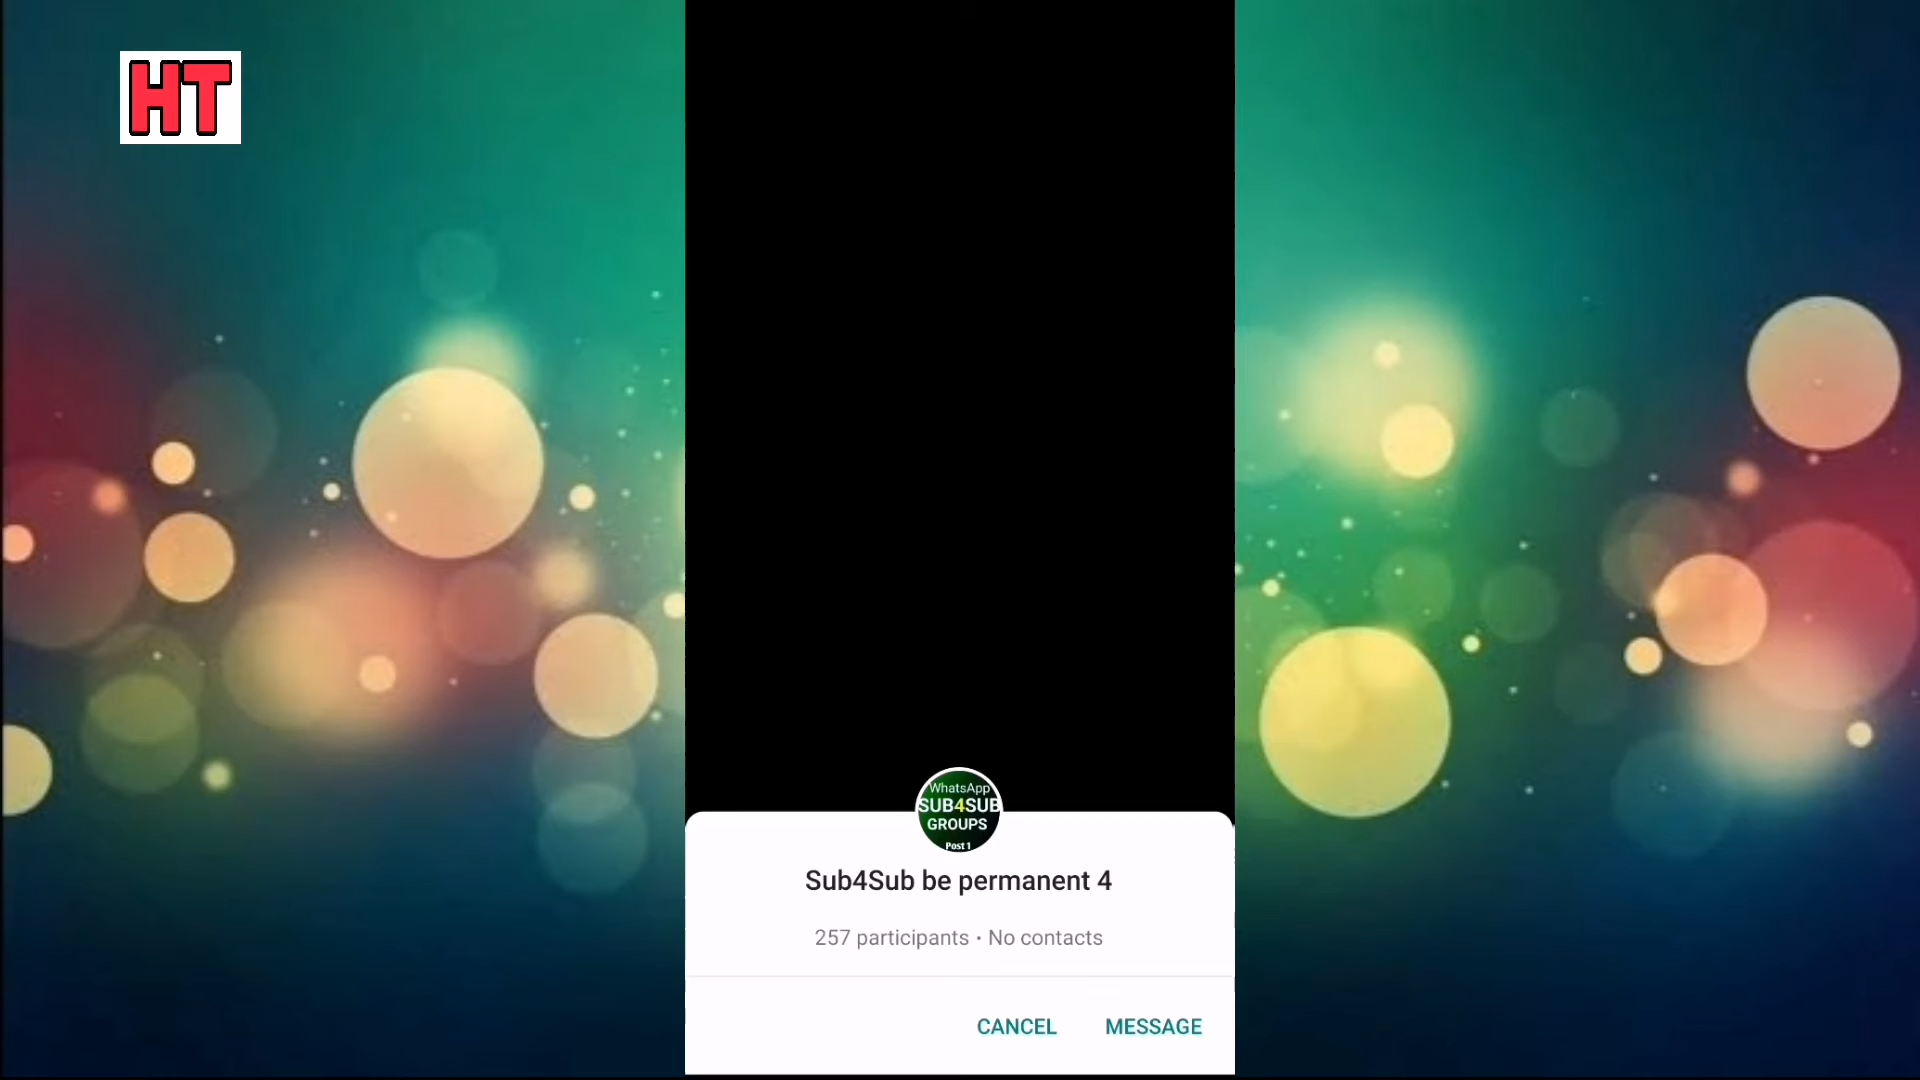 HT
WhatsApp
SUB4SUB
GROUPS
Post 1
Sub4Sub be permanent 4
257 participants • No contacts
CANCEL MESSAGE